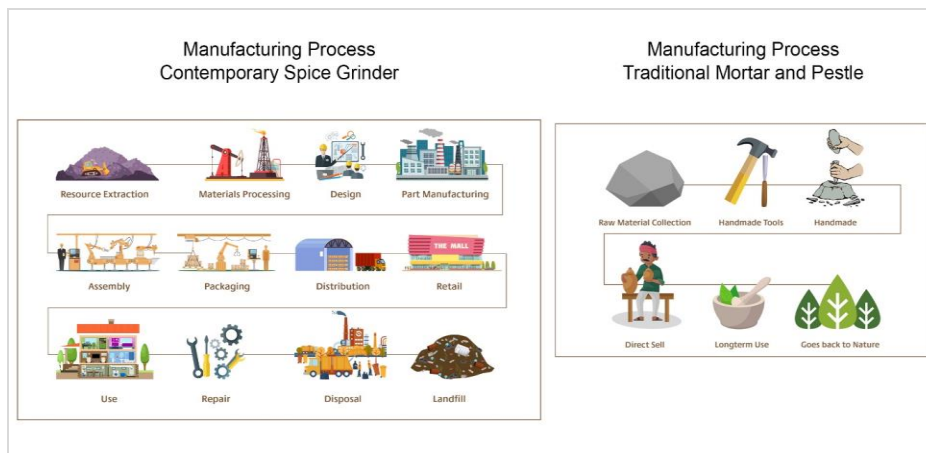 Manufacturing Process
Contemporary Spice Grinder
Manufacturing Process
Traditional Mortar and Pestle
Resource Extraction
Materials Processing
Design
Part Manufacturing
Assembly
Packaging
Distribution
THE MALL
Retail
Use
Repair
Disposal
Landfill
Raw Material Collection
Handmade Tools
Handmade
Direct Sell
Longterm Use
Goes back to Nature